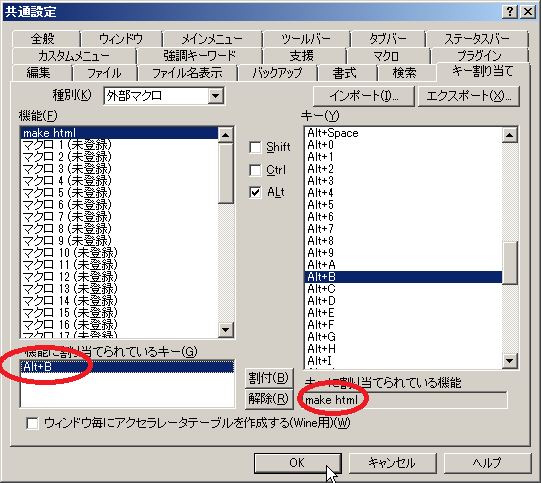 共通設定
全般 ウィンドウ メインメニュー ツールバー タブバー ステータスバー
カスタムメニュー 強調キーワード 支援 マクロ プラグイン
編集 ファイル ファイル名表示 バックアップ 書式 検索 キー割り当て
種別(K) 外部マクロ インポート(I)... エクスポート(X)...
機能(F) キー(Y)
make html
マクロ 1 (未登録)
マクロ 2 (未登録)
マクロ 3 (未登録)
マクロ 4 (未登録)
マクロ 5 (未登録)
マクロ 6 (未登録)
マクロ 7 (未登録)
マクロ 8 (未登録)
マクロ 9 (未登録)
マクロ 10 (未登録)
マクロ 11 (未登録)
マクロ 12 (未登録)
マクロ 13 (未登録)
マクロ 14 (未登録)
マクロ 15 (未登録)
マクロ 16 (未登録)
マクロ 17 (未登録)
Shift
Ctrl
ALt
Alt+Space
Alt+0
Alt+1
Alt+2
Alt+3
Alt+4
Alt+5
Alt+6
Alt+7
Alt+8
Alt+9
Alt+A
Alt+B
Alt+C
Alt+D
Alt+E
Alt+F
Alt+G
Alt+H
Alt+I
機能に割り当てられているキー(G)
Alt+B
割付(B)
解除(R)
キーに割り当てられている機能
make html
ウィンドウ毎にアクセラレータテーブルを作成する(Wine用)(W)
OK キャンセル ヘルプ